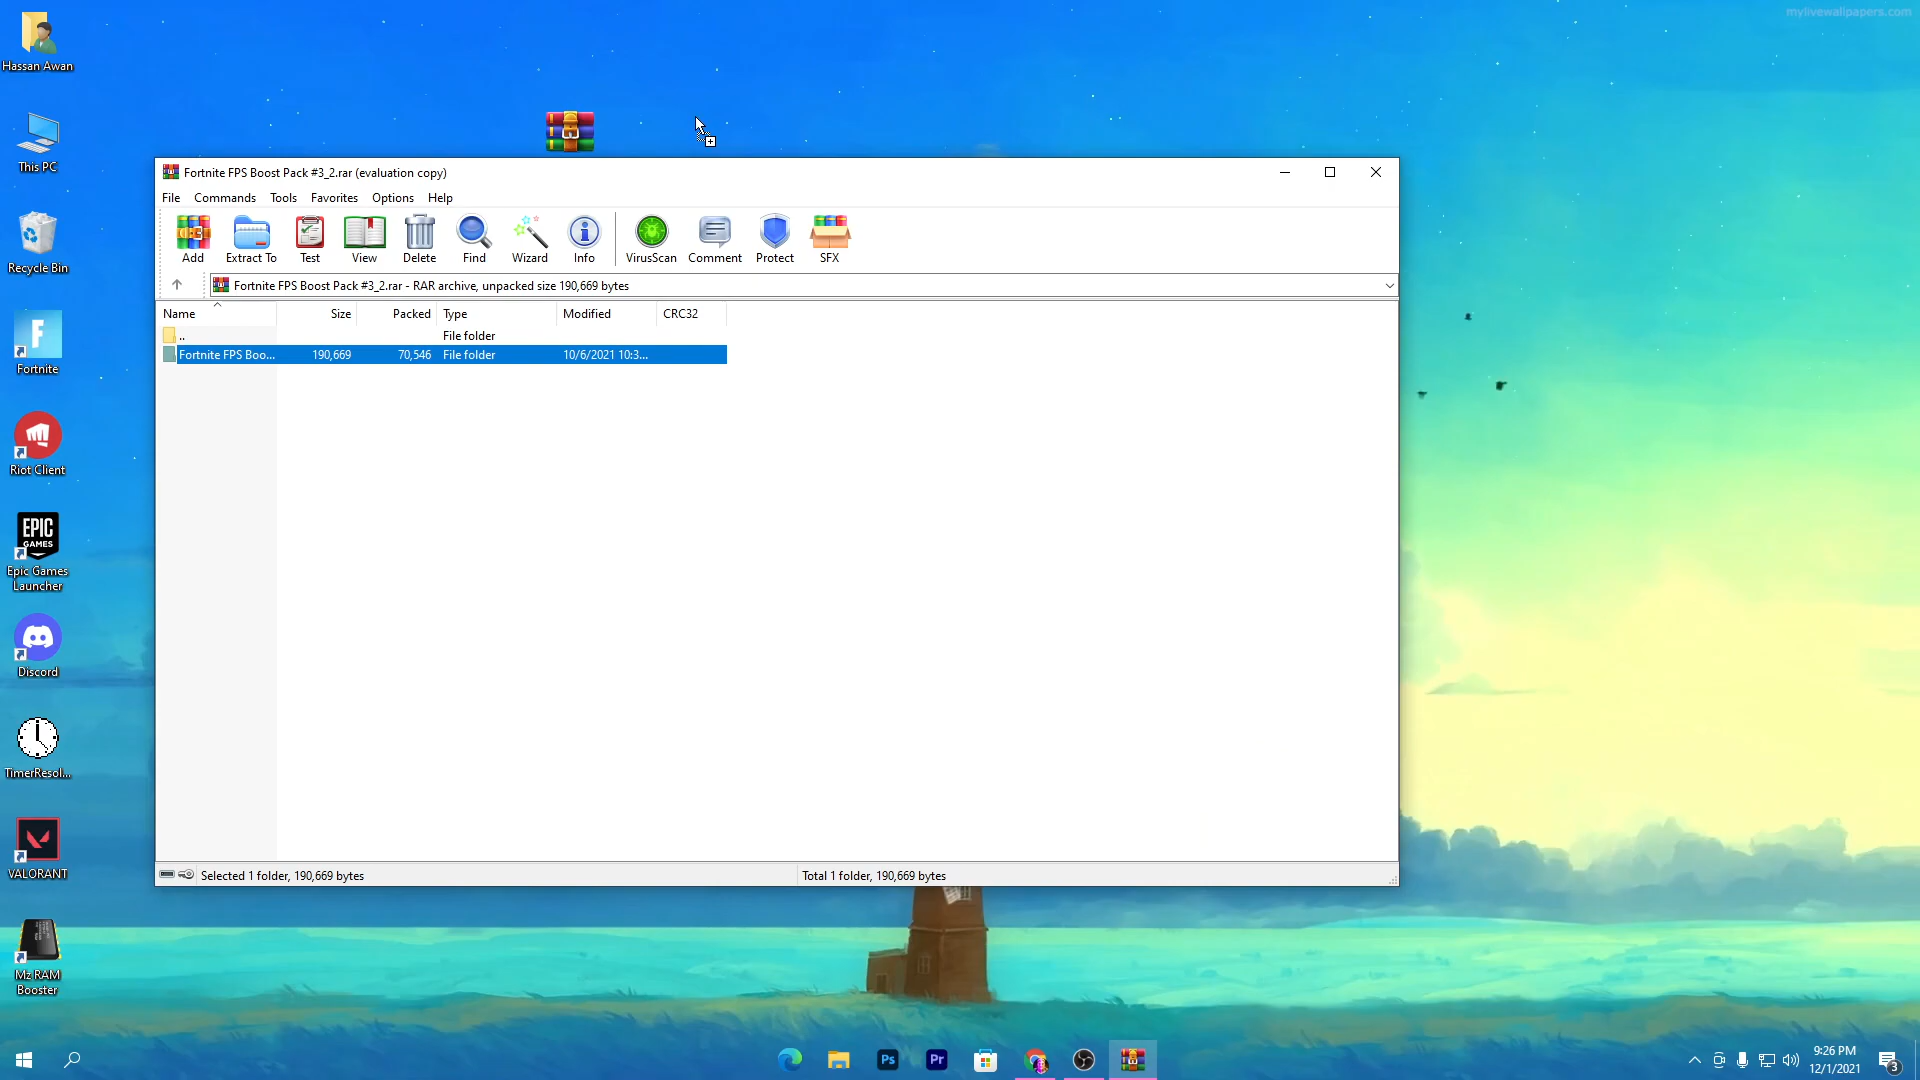 mylivewallpapers.com
Hassan Awan
This PC
Recycle Bin
Fortnite
Riot Client
EPIC
GAMES
Epic Games
Launcher
Discord
TimerResol...
VALORANT
Mz RAM
Booster
Fortnite FPS Boost Pack #3_2.rar (evaluation copy)
File Commands Tools Favorites Options Help
Add Extract To Test View Delete Find Wizard Info VirusScan Comment Protect SFX
Fortnite FPS Boost Pack #3_2.rar - RAR archive, unpacked size 190,669 bytes
Name Size Packed Type Modified CRC32
.. File folder
Fortnite FPS Boo... 190,669 70,546 File folder 10/6/2021 10:3...
Selected 1 folder, 190,669 bytes Total 1 folder, 190,669 bytes
Ps Pr
9:26 PM
12/1/2021
3